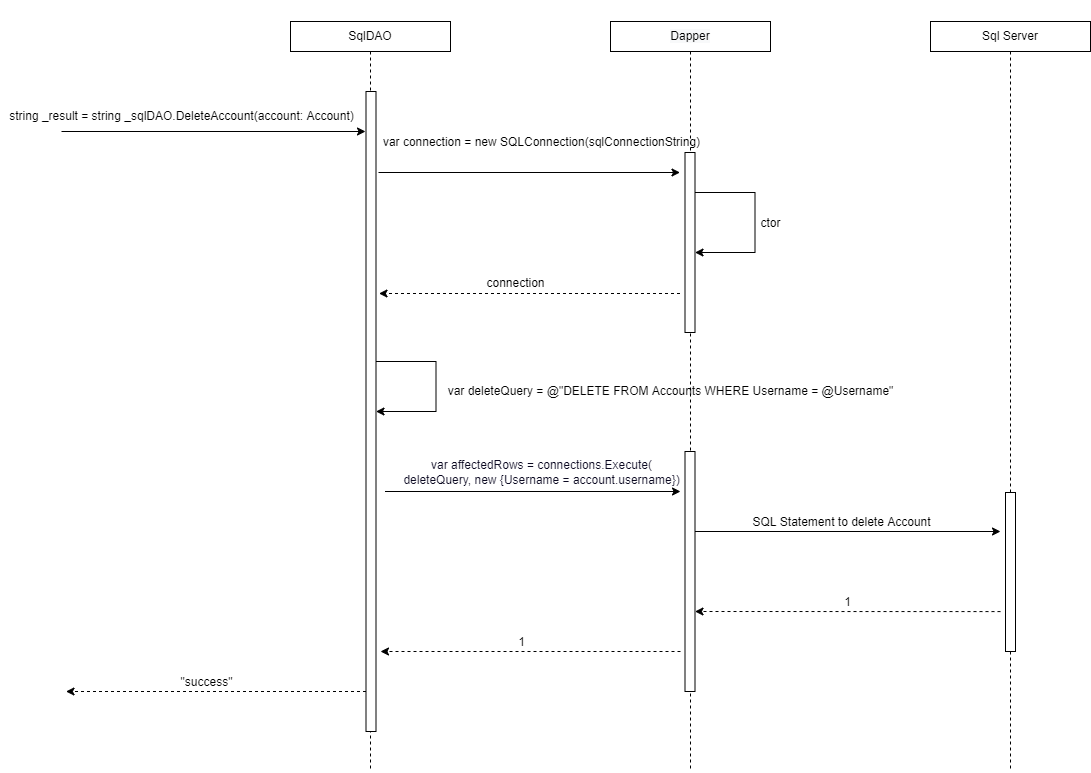 SqlDAO
Dapper
Sql Server
string _result = string _sqlDAO.DeleteAccount(account: Account)
var connection = new SQLConnection(sqlConnectionString)
ctor
connection
var deleteQuery = @"DELETE FROM Accounts WHERE Username = @Username"
var affectedRows = connections.Execute(
deleteQuery, new {Username = account.username})
SQL Statement to delete Account
1
1
"success"